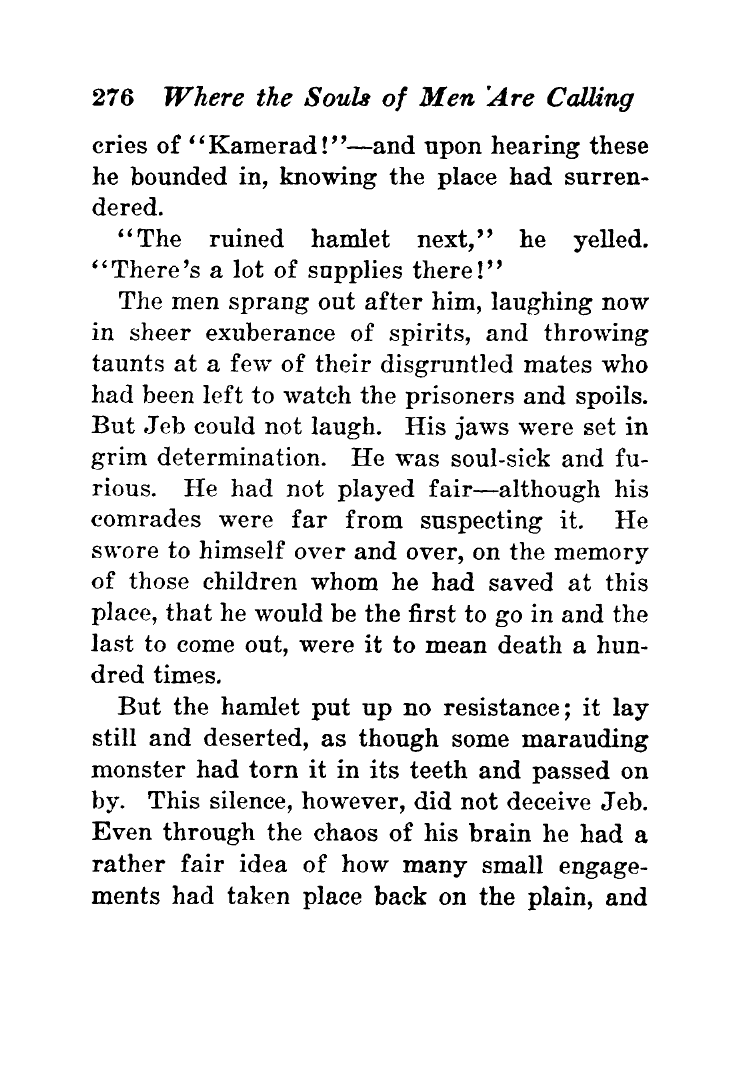 276 Where the Souls of Men 'Are Calling
cries of “Kamerad!”—and upon hearing these
he bounded in, knowing the place had surren-
dered.
“The ruined hamlet next,” he yelled.
“There's a lot of supplies there!”
The men sprang out after him, laughing now
in sheer exuberance of spirits, and throwing
taunts at a few of their disgruntled mates who
had been left to watch the prisoners and spoils.
But Jeb could not laugh. His jaws were set in
grim determination. He was soul-sick and fu-
rious. He had not played fair—although his
comrades were far from suspecting it. He
swore to himself over and over, on the memory
of those children whom he had saved at this
place, that he would be the first to go in and the
last to come out, were it to mean death a hun-
dred times.
But the hamlet put up no resistance; it lay
still and deserted, as though some marauding
monster had torn it in its teeth and passed on
by. This silence, however, did not deceive Jeb.
Even through the chaos of his brain he had a
rather fair idea of how many small engage-
ments had taken place back on the plain, and